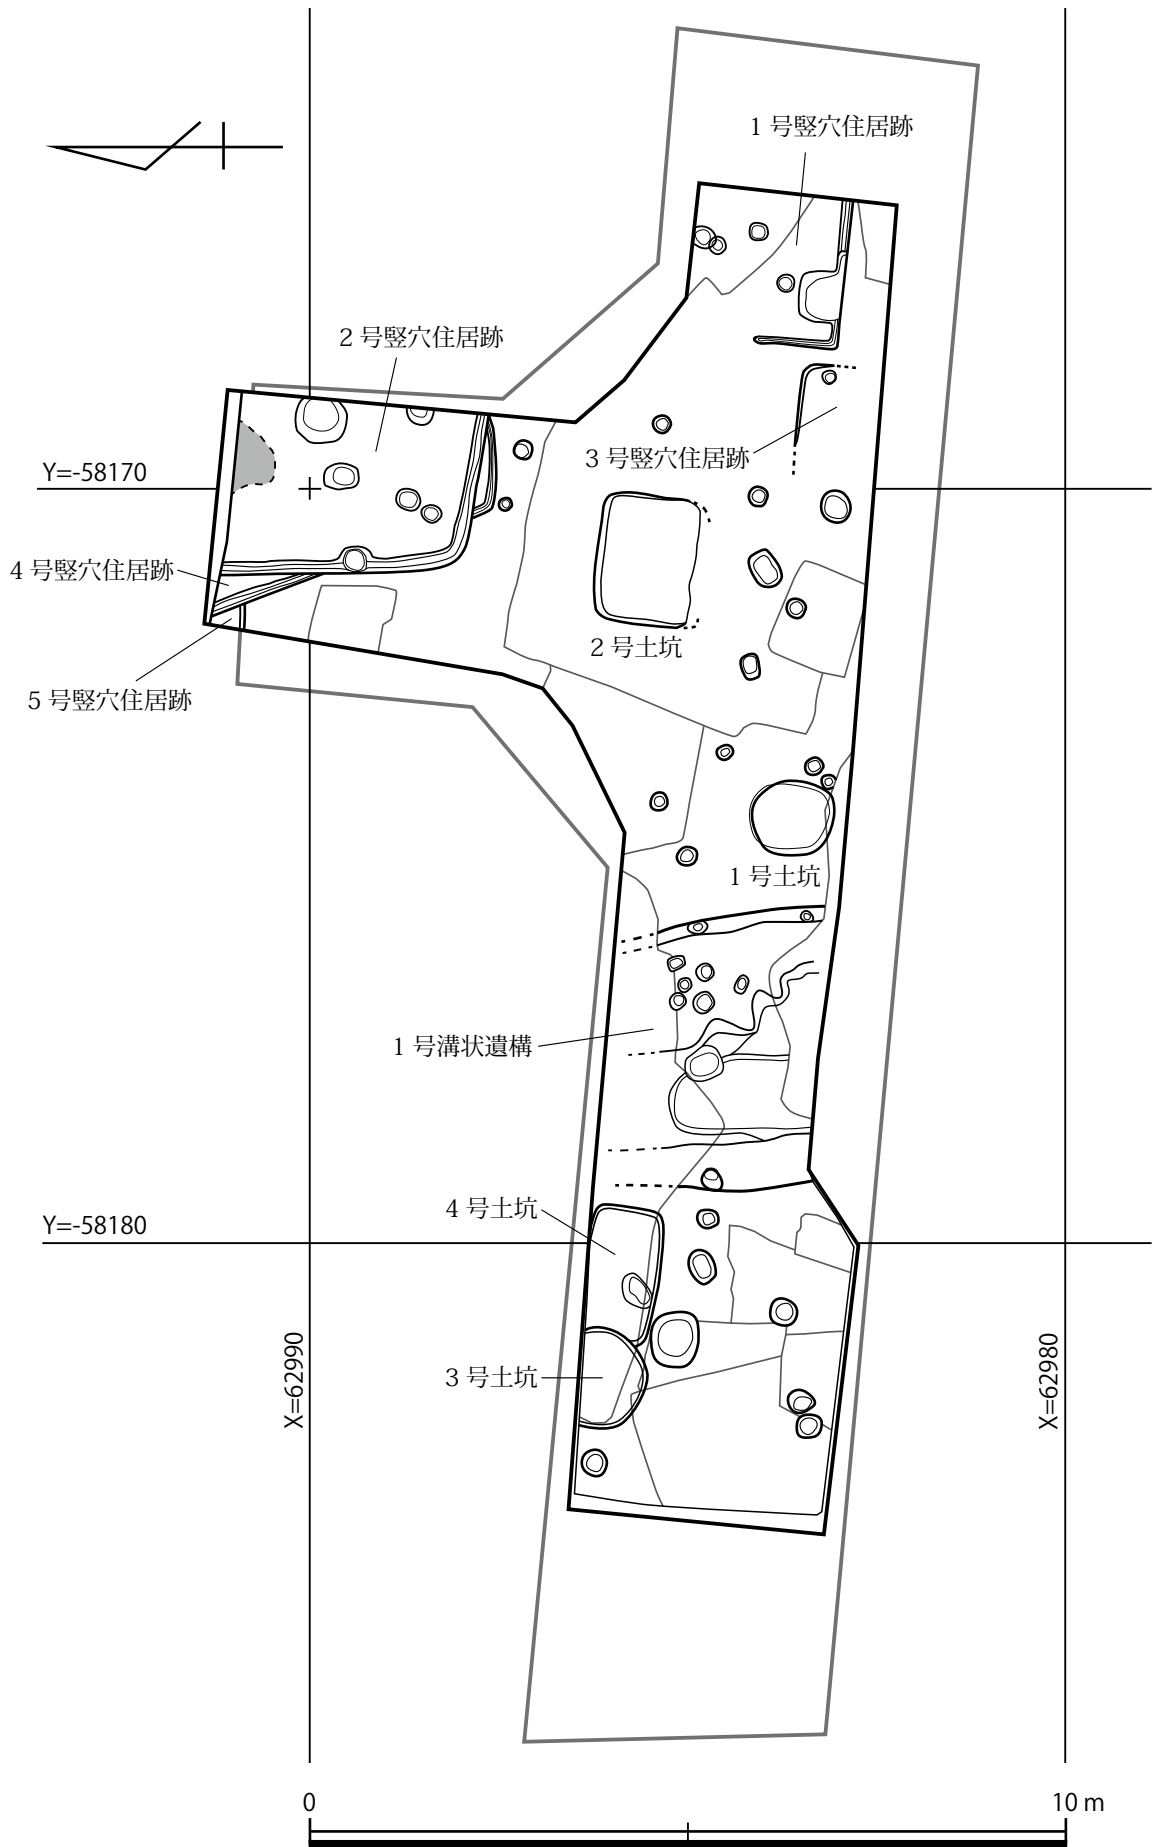 1 号竪穴住居跡
2 号竪穴住居跡
3 号竪穴住居跡
Y=-58170
4 号竪穴住居跡
2 号土坑
5 号竪穴住居跡
1 号土坑
1 号溝状遺構
4 号土坑
Y=-58180
3 号土坑
X=62990
X=62980
0
10 m